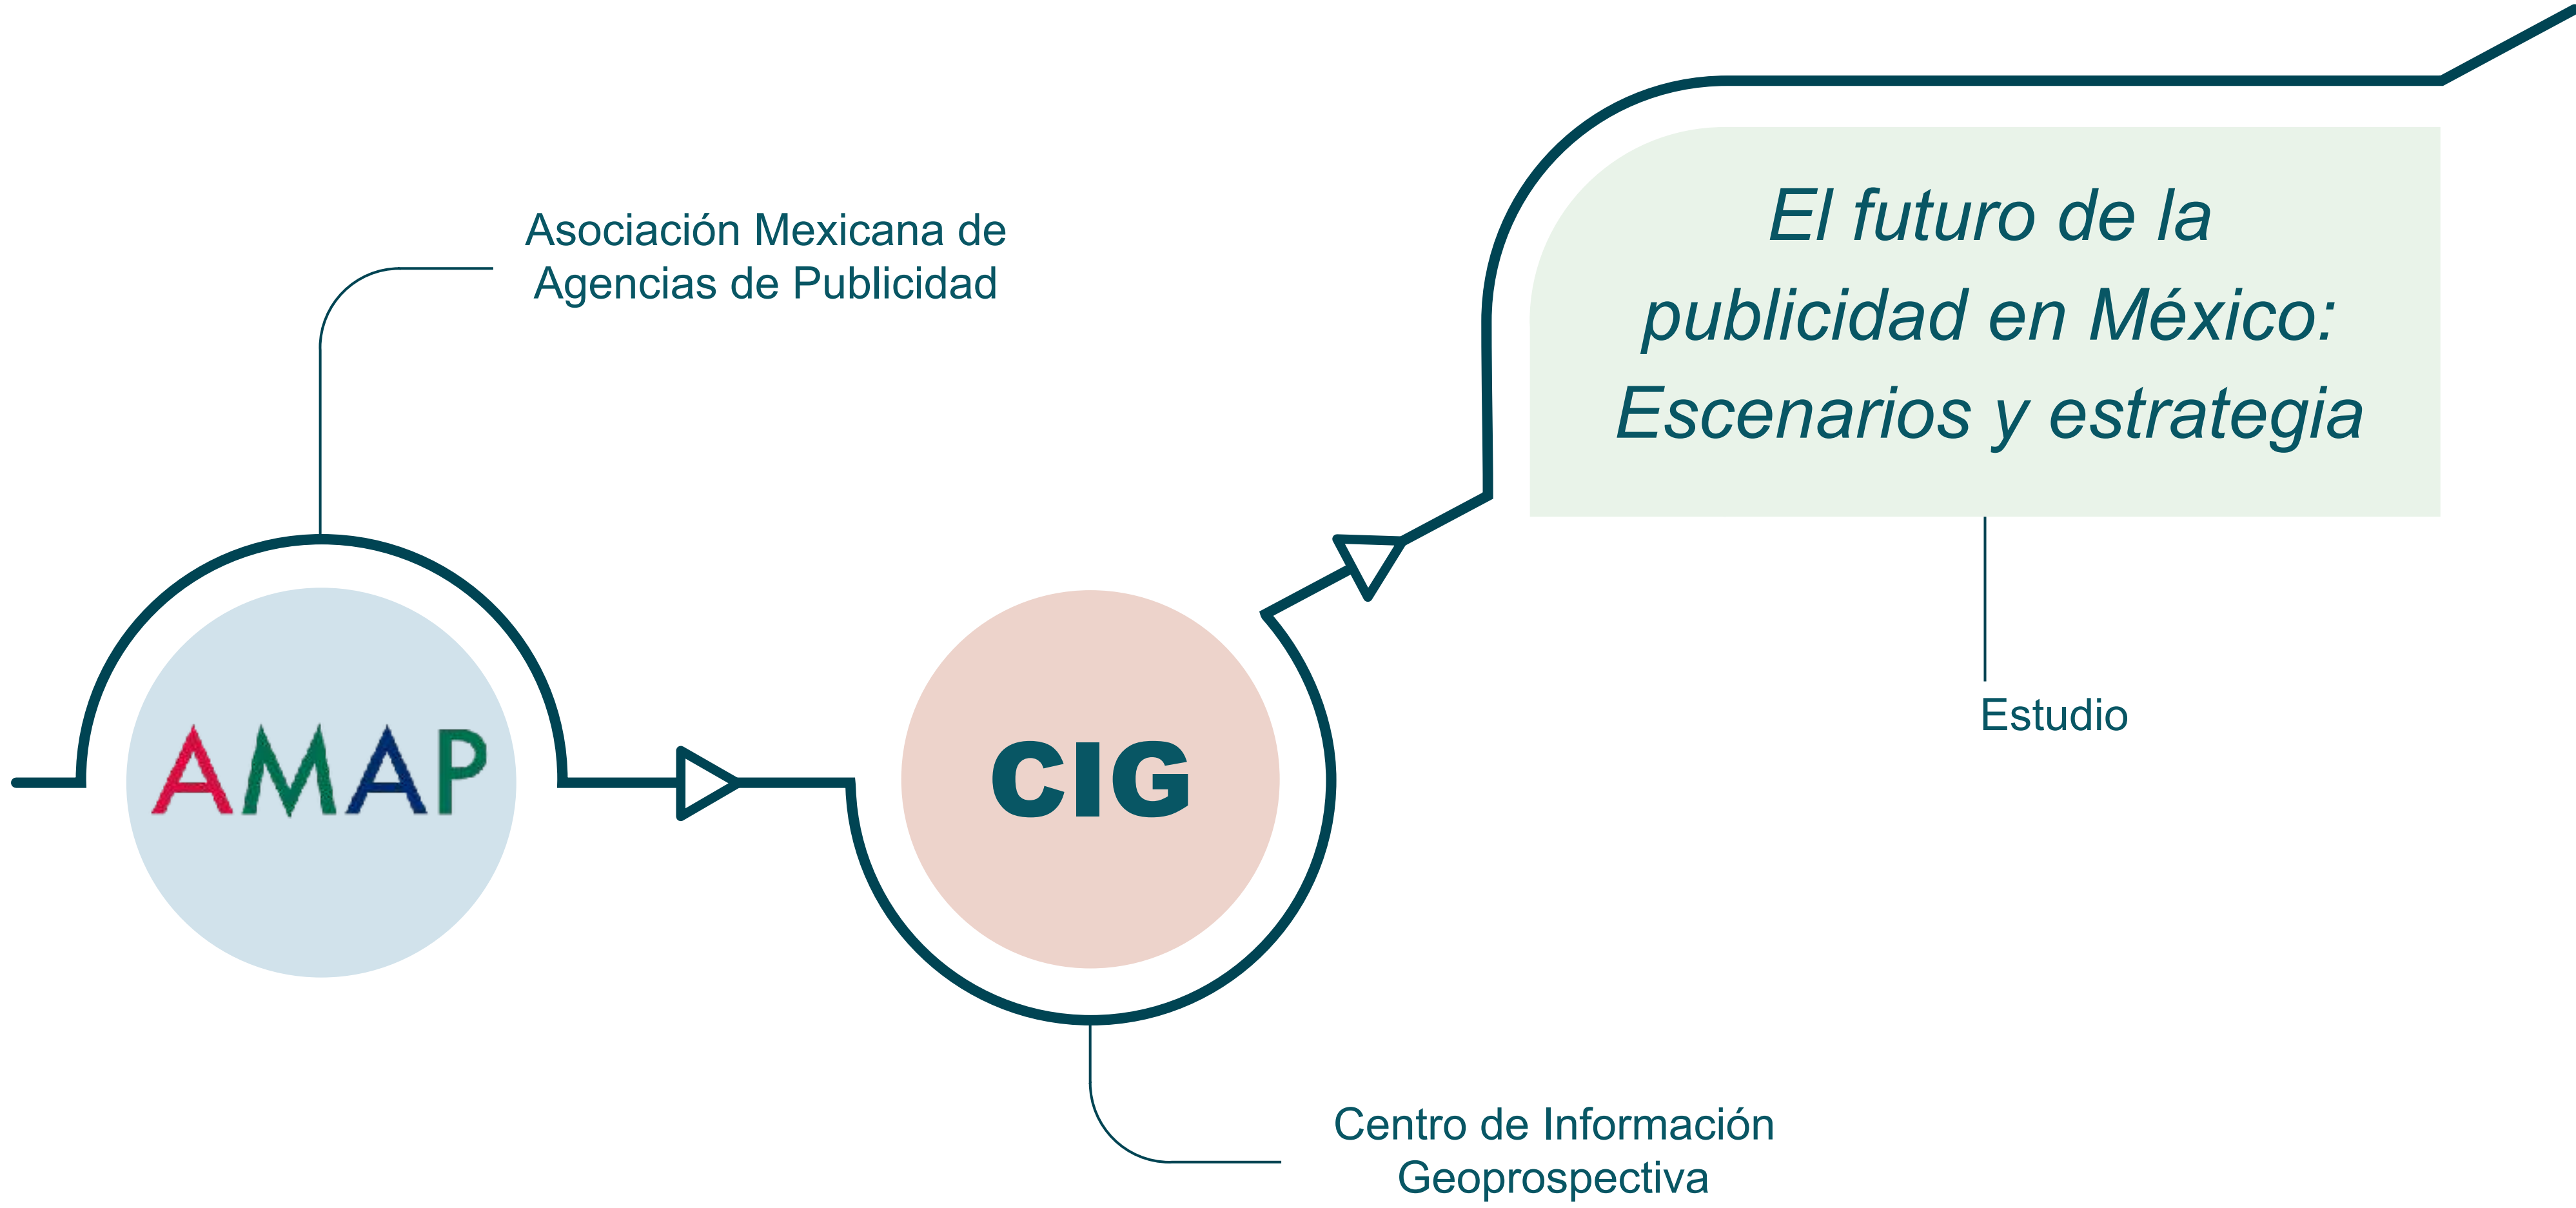 Asociación Mexicana de
Agencias de Publicidad
AMAP
CIG
Centro de Información
Geoprospectiva
El futuro de la
publicidad en México:
Escenarios y estrategia
Estudio